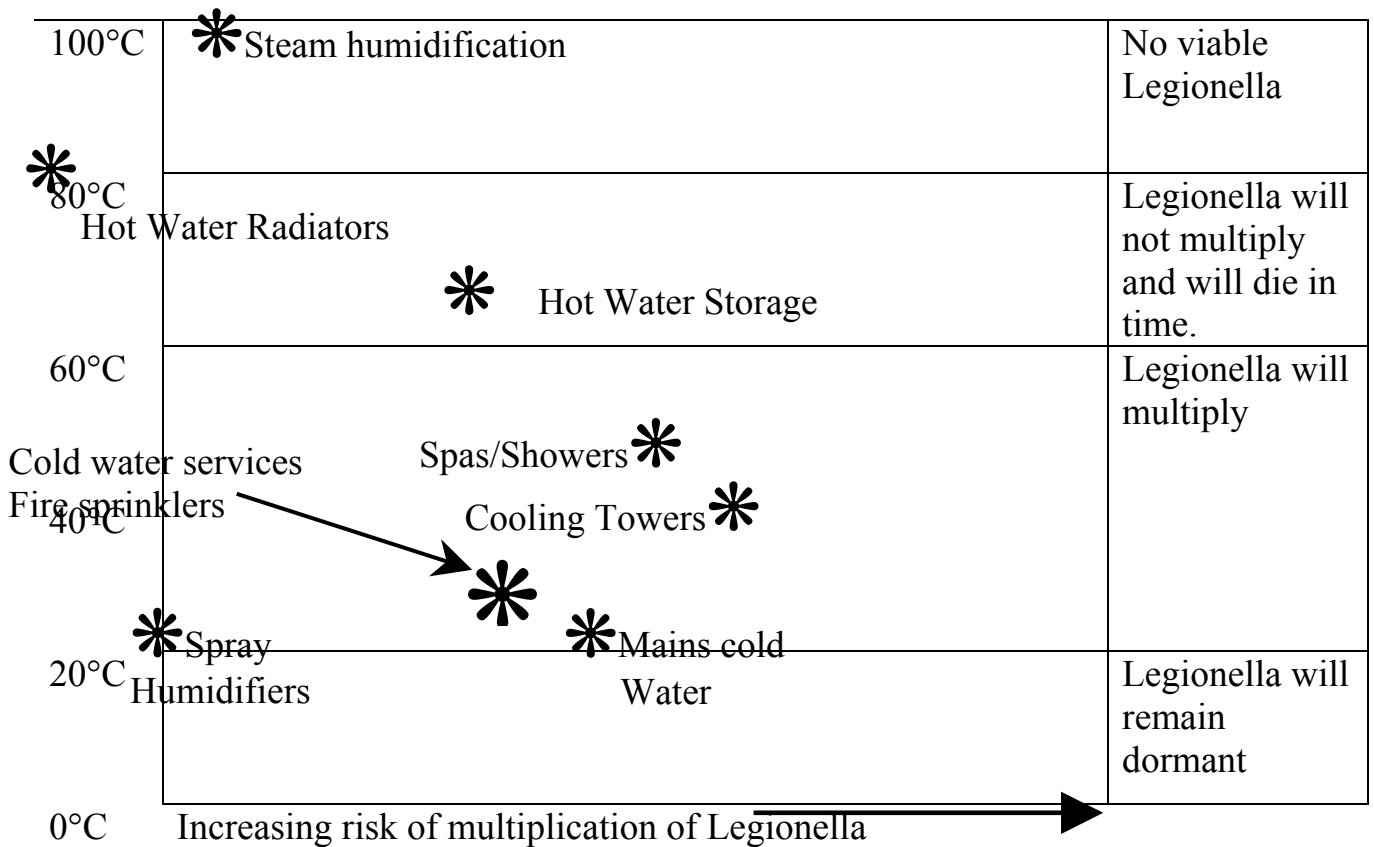 100°C
Steam humidification
No viable
Legionella
80°C
Hot Water Radiators
Legionella will
not multiply
and will die in
time.
Hot Water Storage
60°C
Legionella will
multiply
Spas/Showers
Cold water services
Fire sprinklers
40°C
Cooling Towers
Spray
Humidifiers
Mains cold
Water
20°C
Legionella will
remain
dormant
0°C
Increasing risk of multiplication of Legionella